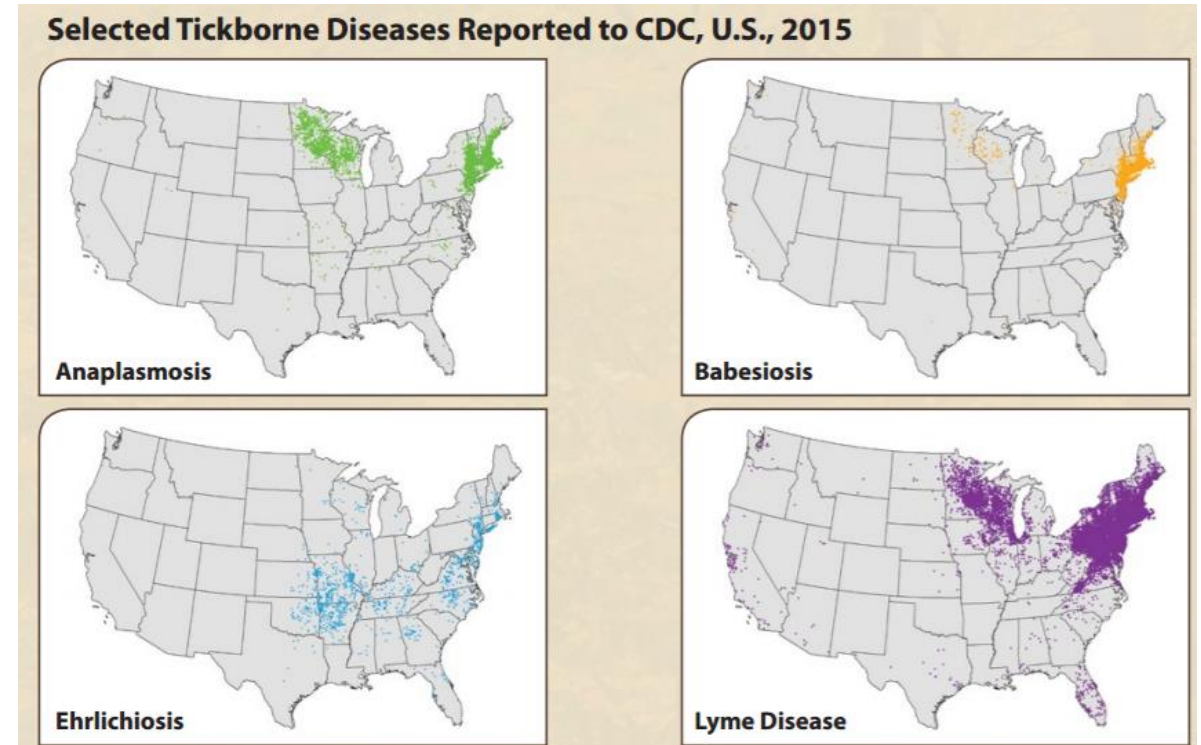 Selected Tickborne Diseases Reported to CDC, U.S., 2015
Anaplasmosis
Babesiosis
Ehrlichiosis
Lyme Disease